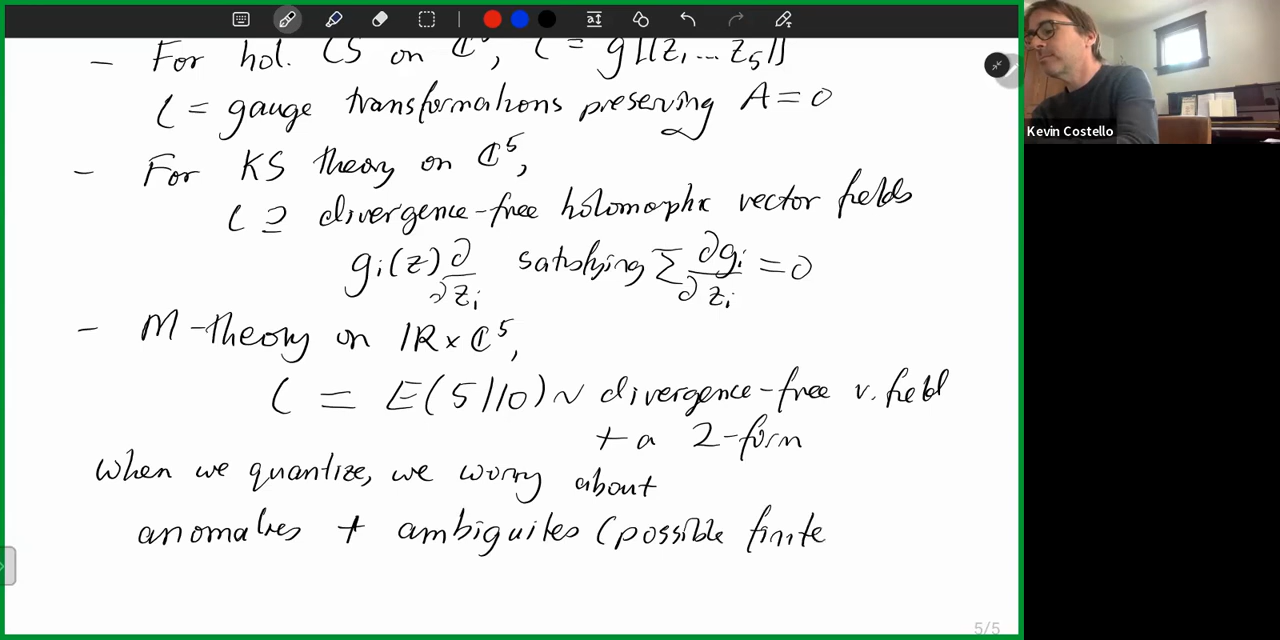 - For hol. CS on ℂ⁵, l = g[[z₁ ... z₅]]
l = gauge transformations preserving A = 0
- For KS theory on ℂ⁵,
l ⊇ divergence-free holomorphic vector fields
gᵢ(z) ∂/∂zᵢ satisfying Σ ∂gᵢ/∂zᵢ = 0
- M-theory on ℝ × ℂ⁵,
l = E(5|10) ~ divergence-free v. field
+ a 2-form
When we quantize, we worry about
anomalies + ambiguites (possible finite
5/5
Kevin Costello